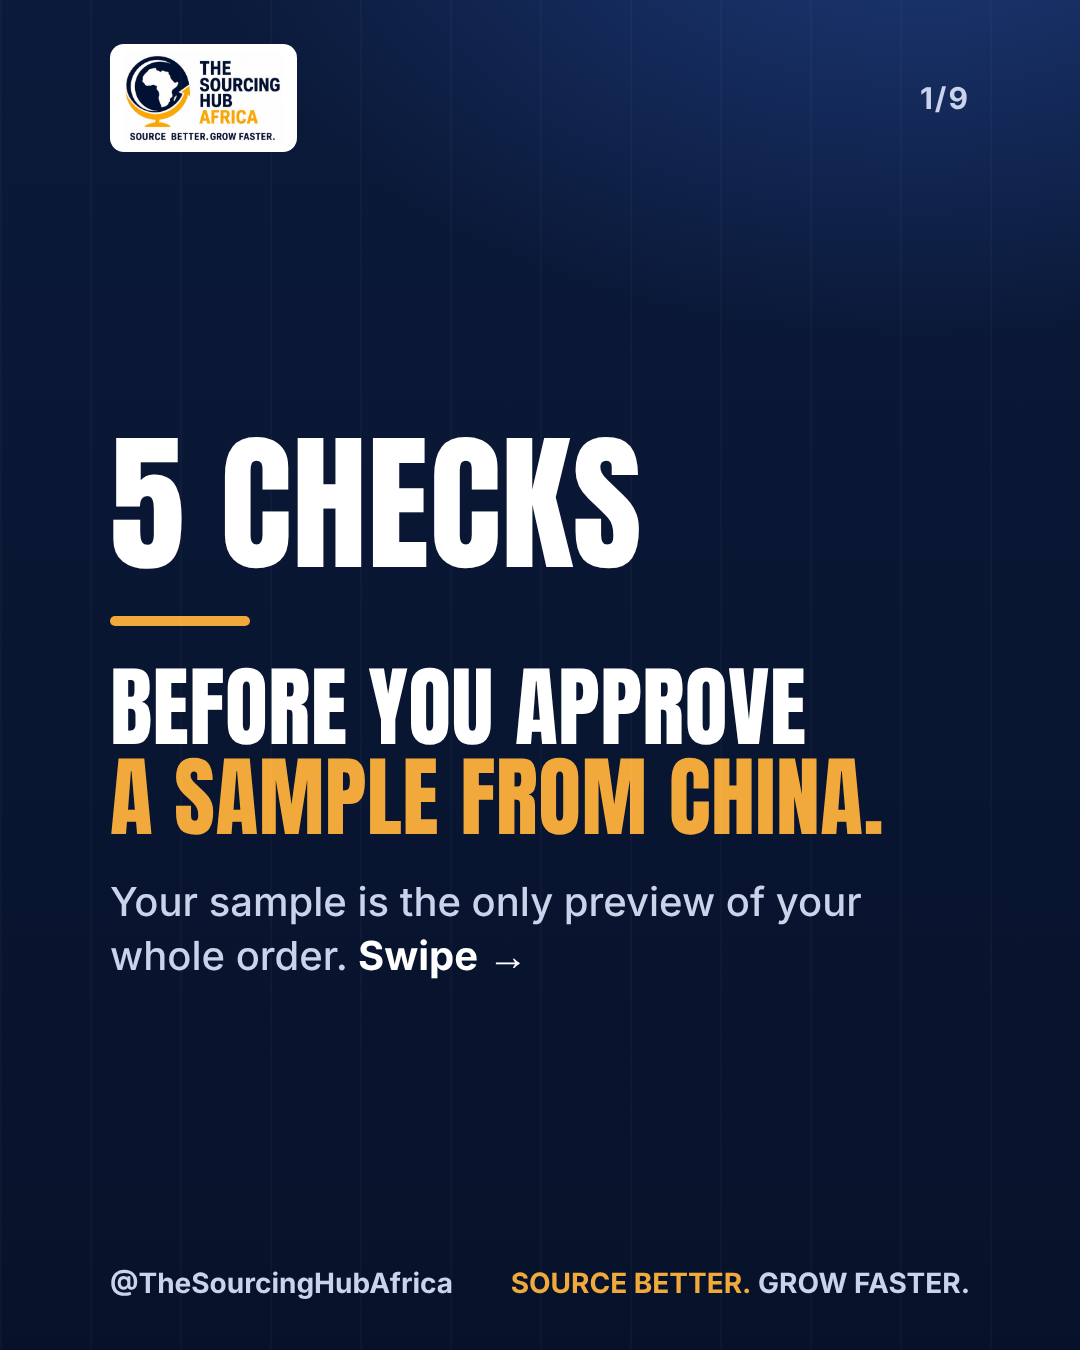 THE
SOURCING
HUB
AFRICA
SOURCE BETTER. GROW FASTER.
1/9
5 CHECKS
BEFORE YOU APPROVE
A SAMPLE FROM CHINA.
Your sample is the only preview of your
whole order. Swipe →
@TheSourcingHubAfrica
SOURCE BETTER. GROW FASTER.